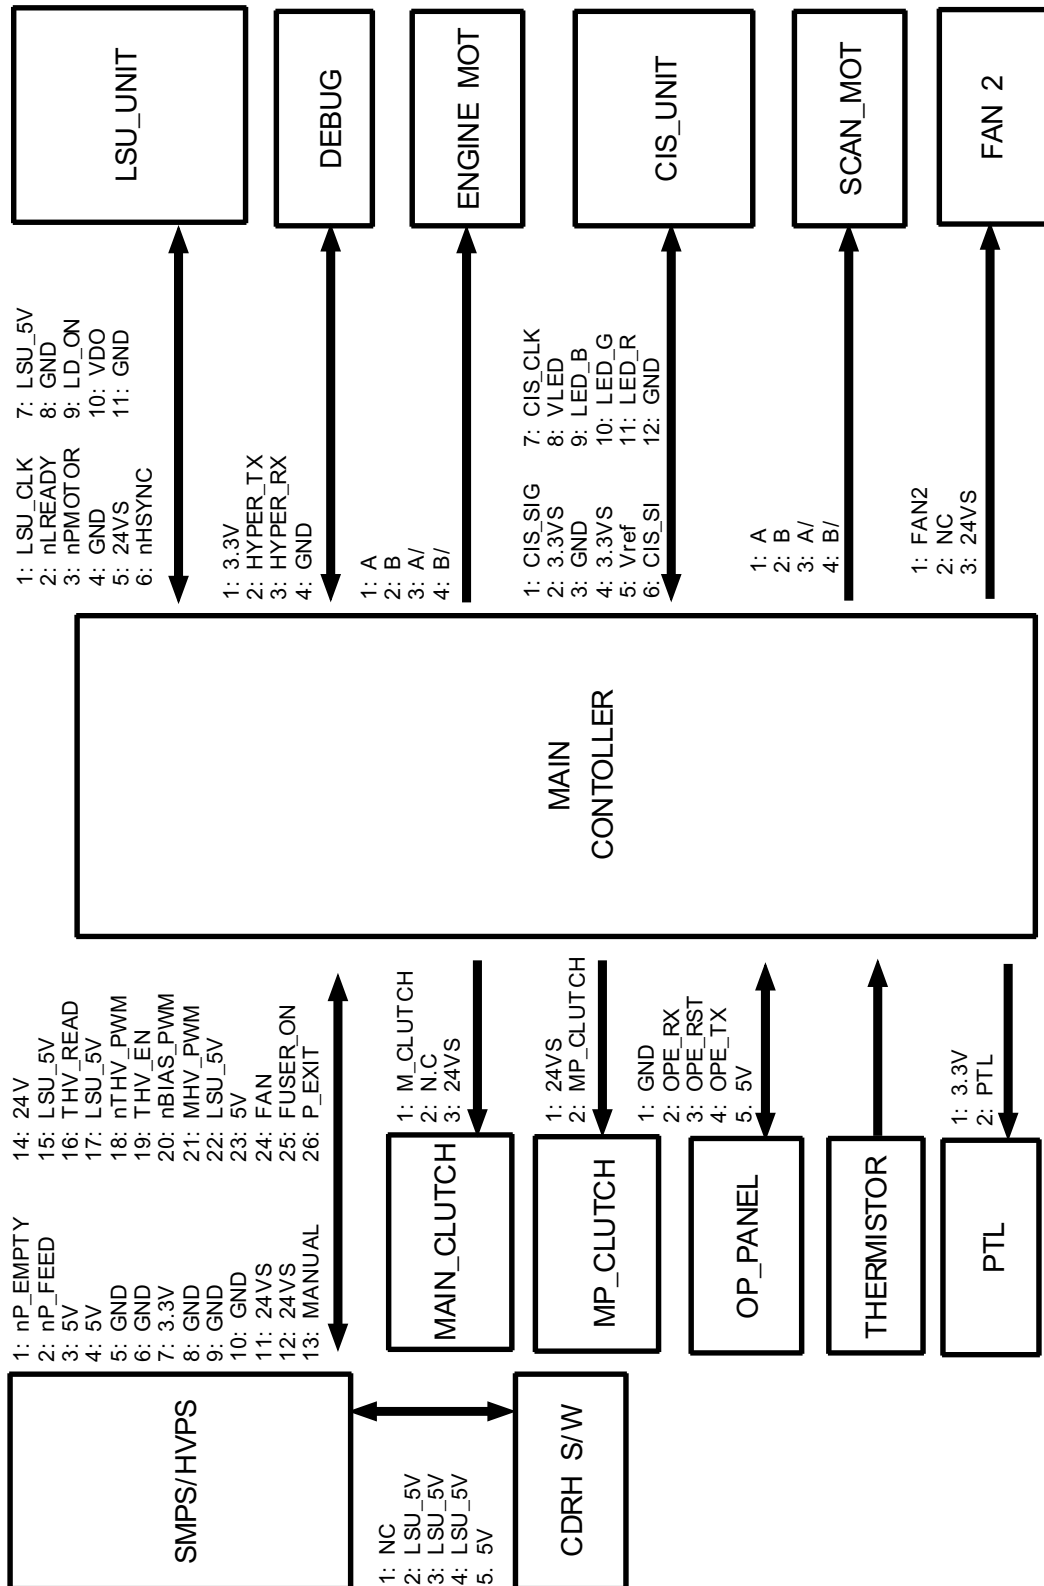 SMPS/HVPS
1: nP_EMPTY
2: nP_FEED
3: 5V
4: 5V
5: GND
6: GND
7: 3.3V
8: GND
9: GND
10: GND
11: 24VS
12: 24VS
13: MANUAL
14: 24V
15: LSU_5V
16: THV_READ
17: LSU_5V
18: nTHV_PWM
19: THV_EN
20: nBIAS_PWM
21: MHV_PWM
22: LSU_5V
23: 5V
24: FAN
25: FUSER_ON
26: P_EXIT
1: NC
2: LSU_5V
3: LSU_5V
4: LSU_5V
5. 5V
CDRH S/W
MAIN_CLUTCH
1: M_CLUTCH
2: N.C
3: 24VS
MP_CLUTCH
1: 24VS
2: MP_CLUTCH
OP_PANEL
1: GND
2: OPE_RX
3: OPE_RST
4: OPE_TX
5. 5V
THERMISTOR
PTL
1: 3.3V
2: PTL
MAIN
CONTOLLER
1: LSU_CLK
2: nLREADY
3: nPMOTOR
4: GND
5: 24VS
6: nHSYNC
7: LSU_5V
8: GND
9: LD_ON
10: VDO
11: GND
LSU_UNIT
1: 3.3V
2: HYPER_TX
3: HYPER_RX
4: GND
DEBUG
1: A
2: B
3: A/
4: B/
ENGINE MOT
1: CIS_SIG
2: 3.3VS
3: GND
4: 3.3VS
5: Vref
6: CIS_SI
7: CIS_CLK
8: VLED
9: LED_B
10: LED_G
11: LED_R
12: GND
CIS_UNIT
1: A
2: B
3: A/
4: B/
SCAN_MOT
1: FAN2
2: NC
3: 24VS
FAN 2